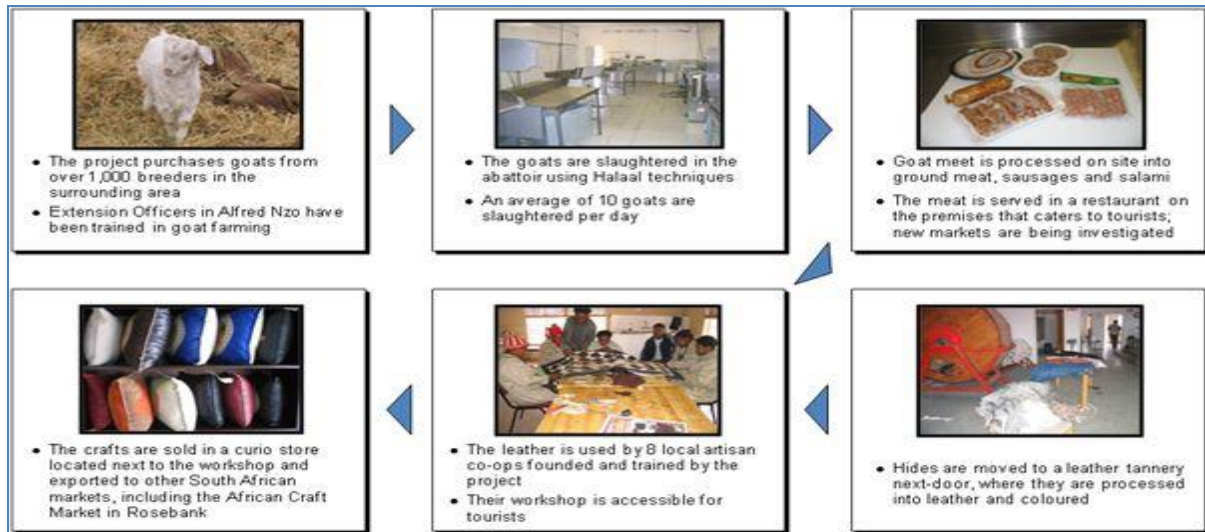 • The project purchases goats from
over 1,000 breeders in the
surrounding area
• Extension Officers in Alfred Nzo have
been trained in goat farming
• The goats are slaughtered in the
abattoir using Halaal techniques
• An average of 10 goats are
slaughtered per day
• Goat meet is processed on site into
ground meat, sausages and salami
• The meat is served in a restaurant on
the premises that caters to tourists;
new markets are being investigated
• Hides are moved to a leather tannery
next-door, where they are processed
into leather and coloured
• The leather is used by 8 local artisan
co-ops founded and trained by the
project
• Their workshop is accessible for
tourists
• The crafts are sold in a curio store
located next to the workshop and
exported to other South African
markets, including the African Craft
Market in Rosebank